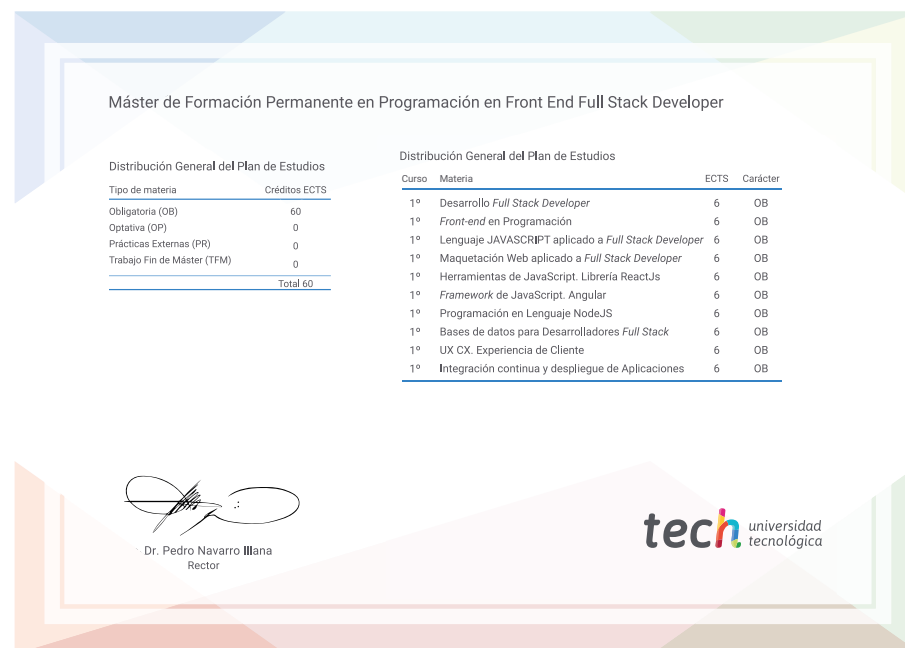 Máster de Formación Permanente en Programación en Front End Full Stack Developer
Distribución General del Plan de Estudios
Tipo de materia Créditos ECTS
Obligatoria (OB) 60
Optativa (OP) 0
Prácticas Externas (PR) 0
Trabajo Fin de Máster (TFM) 0
Total 60
Distribución General del Plan de Estudios
Curso Materia ECTS Carácter
1º Desarrollo Full Stack Developer 6 OB
1º Front-end en Programación 6 OB
1º Lenguaje JAVASCRIPT aplicado a Full Stack Developer 6 OB
1º Maquetación Web aplicado a Full Stack Developer 6 OB
1º Herramientas de JavaScript. Librería ReactJs 6 OB
1º Framework de JavaScript. Angular 6 OB
1º Programación en Lenguaje NodeJS 6 OB
1º Bases de datos para Desarrolladores Full Stack 6 OB
1º UX CX. Experiencia de Cliente 6 OB
1º Integración continua y despliegue de Aplicaciones 6 OB
Dr. Pedro Navarro Illana
Rector
tech universidad
tecnológica